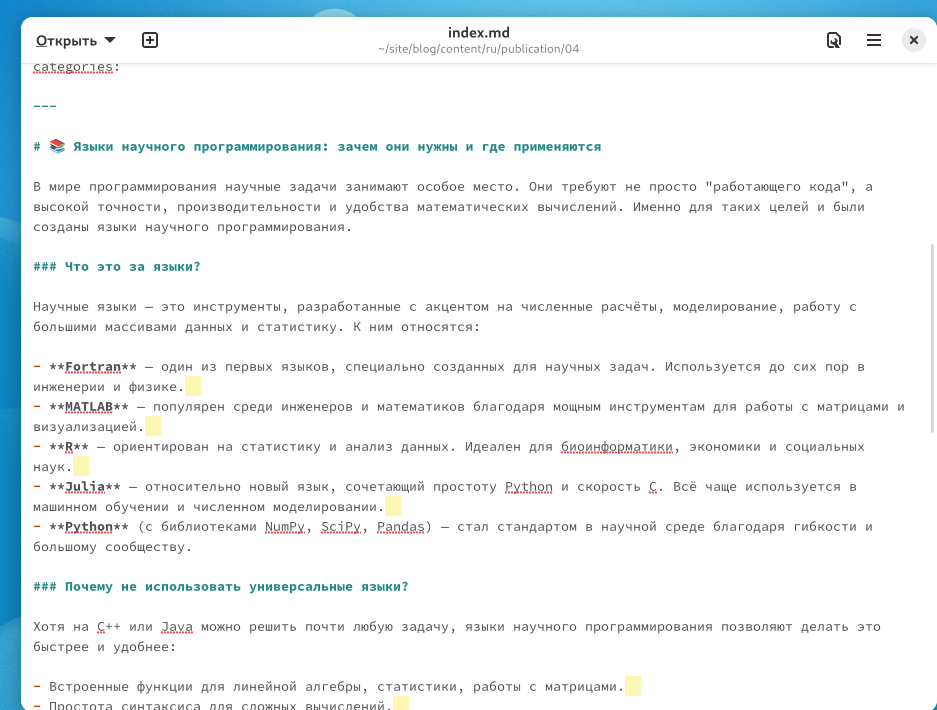 Открыть
index.md
~/site/blog/content/ru/publication/04
categories:
---
# 📚 Языки научного программирования: зачем они нужны и где применяются
В мире программирования научные задачи занимают особое место. Они требуют не просто "работающего кода", а
высокой точности, производительности и удобства математических вычислений. Именно для таких целей и были
созданы языки научного программирования.
### Что это за языки?
Научные языки — это инструменты, разработанные с акцентом на численные расчёты, моделирование, работу с
большими массивами данных и статистику. К ним относятся:
- **Fortran** — один из первых языков, специально созданных для научных задач. Используется до сих пор в
инженерии и физике.
- **MATLAB** — популярен среди инженеров и математиков благодаря мощным инструментам для работы с матрицами и
визуализацией.
- **R** — ориентирован на статистику и анализ данных. Идеален для биоинформатики, экономики и социальных
наук.
- **Julia** — относительно новый язык, сочетающий простоту Python и скорость C. Всё чаще используется в
машинном обучении и численном моделировании.
- **Python** (с библиотеками NumPy, SciPy, Pandas) — стал стандартом в научной среде благодаря гибкости и
большому сообществу.
### Почему не использовать универсальные языки?
Хотя на C++ или Java можно решить почти любую задачу, языки научного программирования позволяют делать это
быстрее и удобнее:
- Встроенные функции для линейной алгебры, статистики, работы с матрицами.
- Простота синтаксиса для сложных вычислений.